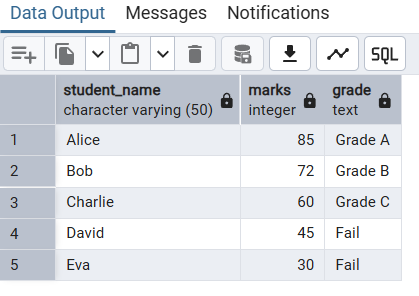 Data Output Messages Notifications
SQL
student_name marks grade
character varying (50) integer text
1 Alice 85 Grade A
2 Bob 72 Grade B
3 Charlie 60 Grade C
4 David 45 Fail
5 Eva 30 Fail